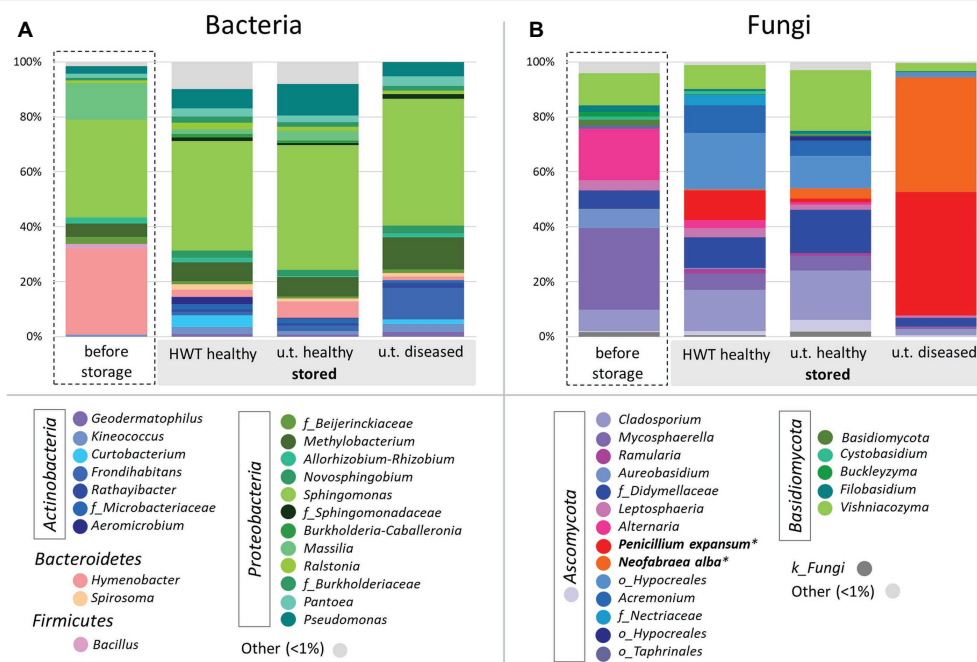 A
Bacteria
100%
80%
60%
40%
20%
0%
before
storage
HWT healthy
u.t. healthy
u.t. diseased
stored
Actinobacteria
Geodermatophilus
Kineococcus
Curtobacterium
Frondihabitans
Rathayibacter
f_Microbacteriaceae
Aeromicrobium
Bacteroidetes
Hymenobacter
Spirosoma
Firmicutes
Bacillus
Proteobacteria
f_Beijerinckiaceae
Methylobacterium
Allorhizobium-Rhizobium
Novosphingobium
Sphingomonas
f_Sphingomonadaceae
Burkholderia-Caballeronia
Massilia
Ralstonia
f_Burkholderiaceae
Pantoea
Pseudomonas
Other (<1%)
B
Fungi
100%
80%
60%
40%
20%
0%
before
storage
HWT healthy
u.t. healthy
u.t. diseased
stored
Ascomycota
Cladosporium
Mycosphaerella
Ramularia
Aureobasidium
f_Didymellaceae
Leptosphaeria
Alternaria
Penicillium expansum*
Neofabraea alba*
o_Hypocreales
Acremonium
f_Nectriaceae
o_Hypocreales
o_Taphrinales
Basidiomycota
Basidiomycota
Cystobasidium
Buckleyzyma
Filobasidium
Vishniacozyma
k_Fungi
Other (<1%)